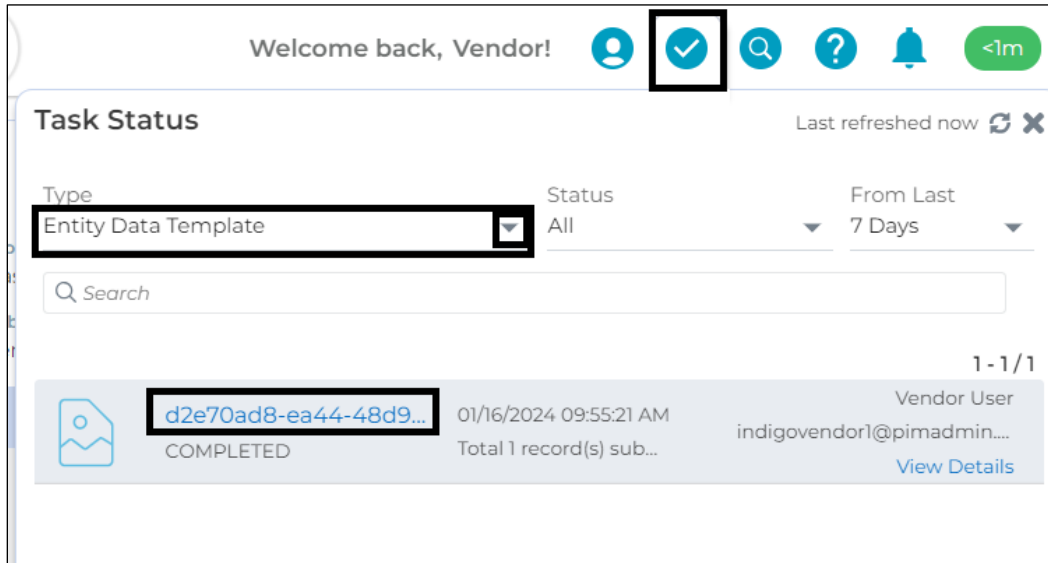 Welcome back, Vendor!
<1m
Task Status
Last refreshed now
Type
Status
From Last
Entity Data Template
All
7 Days
Search
1 - 1 / 1
d2e70ad8-ea44-48d9...
01/16/2024 09:55:21 AM
Vendor User
COMPLETED
Total 1 record(s) sub...
indigovendor1@pimadmin....
View Details